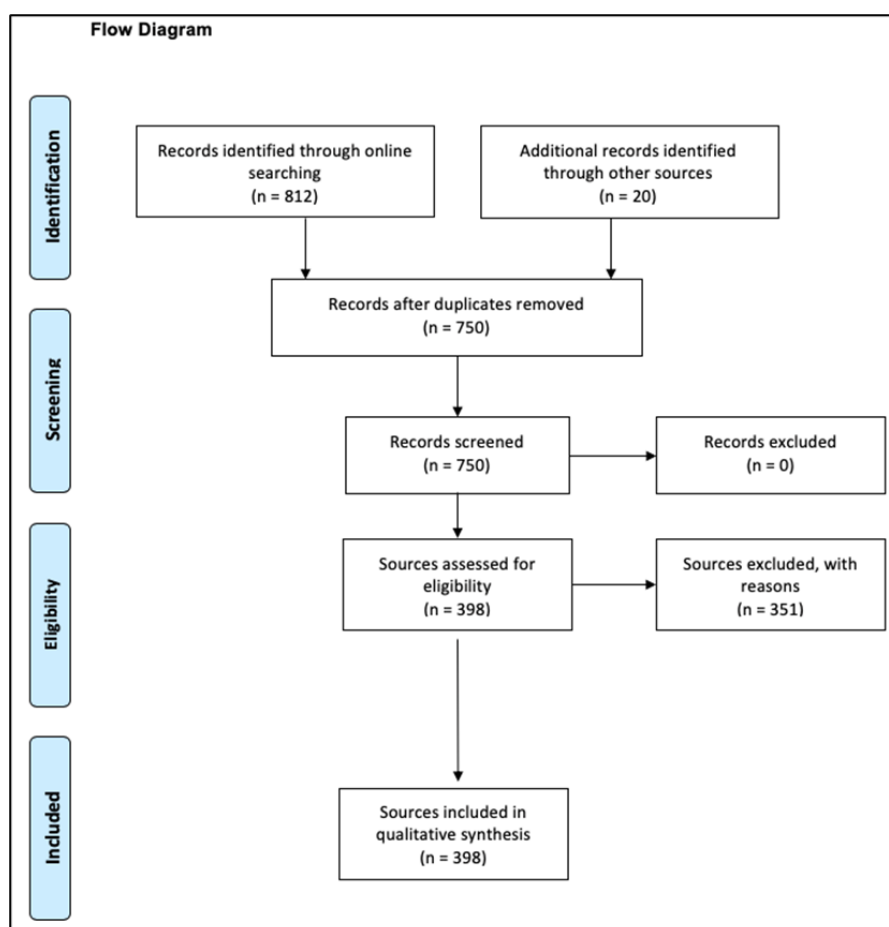 Flow Diagram
Identification
Records identified through online
searching
(n = 812)
Additional records identified
through other sources
(n = 20)
Records after duplicates removed
(n = 750)
Screening
Records screened
(n = 750)
Records excluded
(n = 0)
Eligibility
Sources assessed for
eligibility
(n = 398)
Sources excluded, with
reasons
(n = 351)
Included
Sources included in
qualitative synthesis
(n = 398)